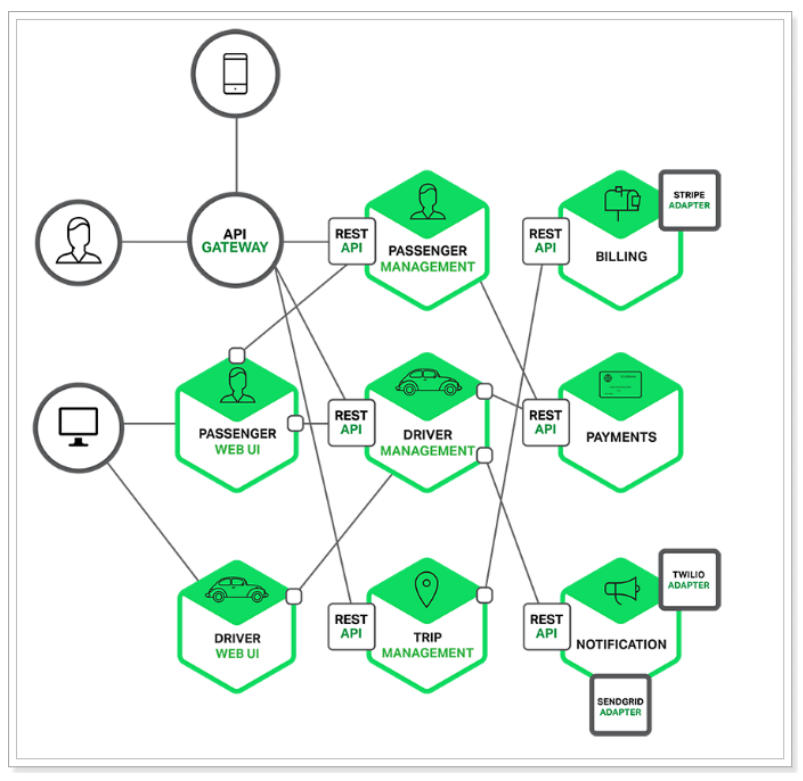 API
GATEWAY
REST
API
PASSENGER
MANAGEMENT
REST
API
BILLING
STRIPE
ADAPTER
PASSENGER
WEB UI
REST
API
DRIVER
MANAGEMENT
REST
API
PAYMENTS
DRIVER
WEB UI
REST
API
TRIP
MANAGEMENT
REST
API
NOTIFICATION
TWILIO
ADAPTER
SENDGRID
ADAPTER